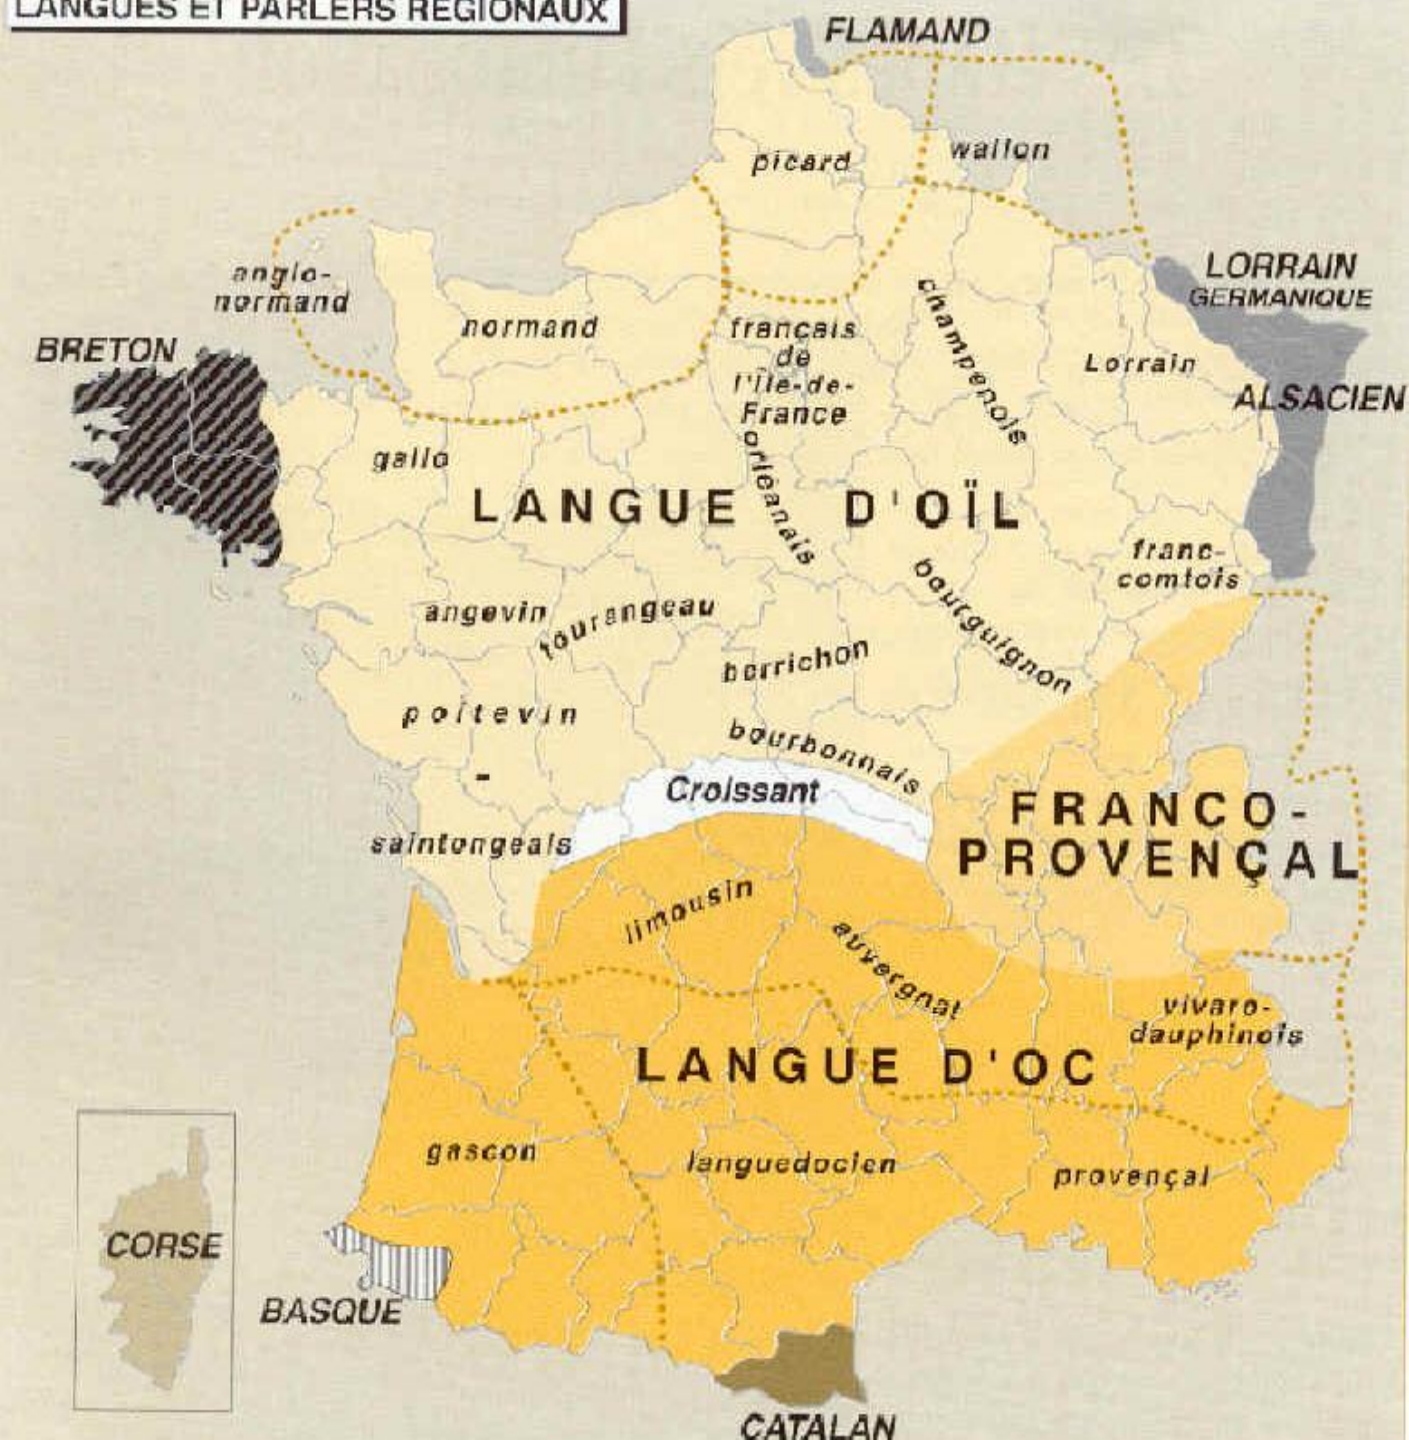 LANGUES ET PARLERS RÉGIONAUX
FLAMAND
picard
wallon
anglo-
normand
normand
LORRAIN
GERMANIQUE
BRETON
français
de
l'Île-de-
France
champenois
Lorrain
ALSACIEN
gallo
orléanais
LANGUE D'OÏL
franc-
comtois
angevin
tourangeau
bourguignon
berrichon
poitevin
-
saintongeais
bourbonnais
Croissant
FRANCO-
PROVENÇAL
limousin
auvergnat
vivaro-
dauphinois
LANGUE D'OC
gascon
languedocien
provençal
CORSE
BASQUE
CATALAN